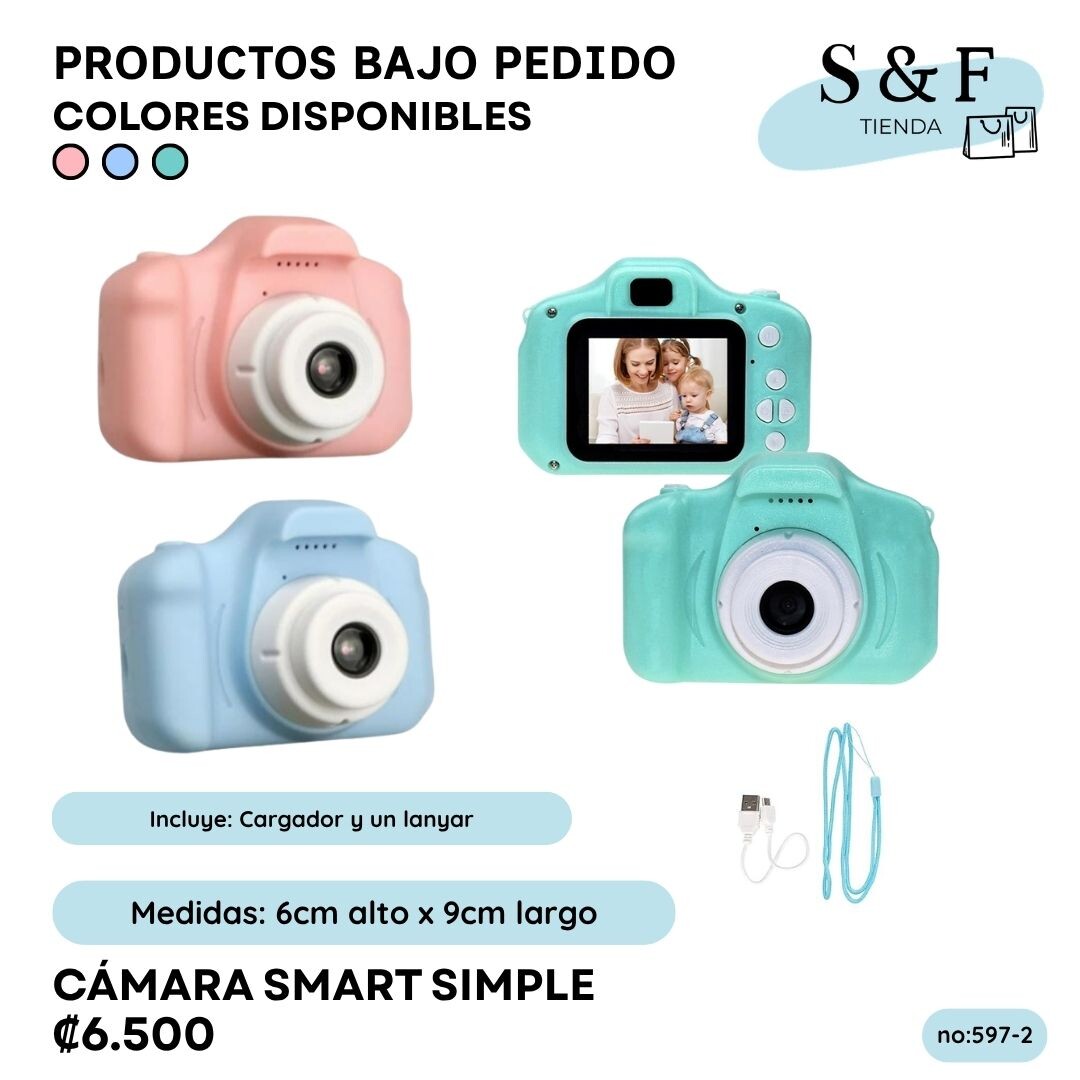 PRODUCTOS BAJO PEDIDO
COLORES DISPONIBLES
S & F
TIENDA
Incluye: Cargador y un lanyar
Medidas: 6cm alto x 9cm largo
CÁMARA SMART SIMPLE
₡6.500
no:597-2